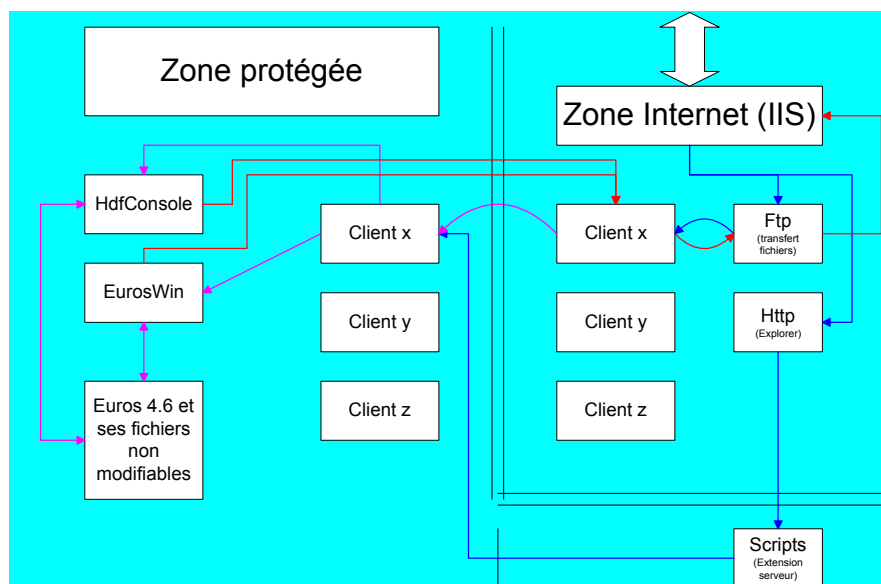 Zone protégée
Zone Internet (IIS)
HdfConsole
EurosWin
Euros 4.6 et
ses fichiers
non
modifiables
Client x
Client y
Client z
Client x
Client y
Client z
Ftp
(transfert
fichiers)
Http
(Explorer)
Scripts
(Extension
serveur)